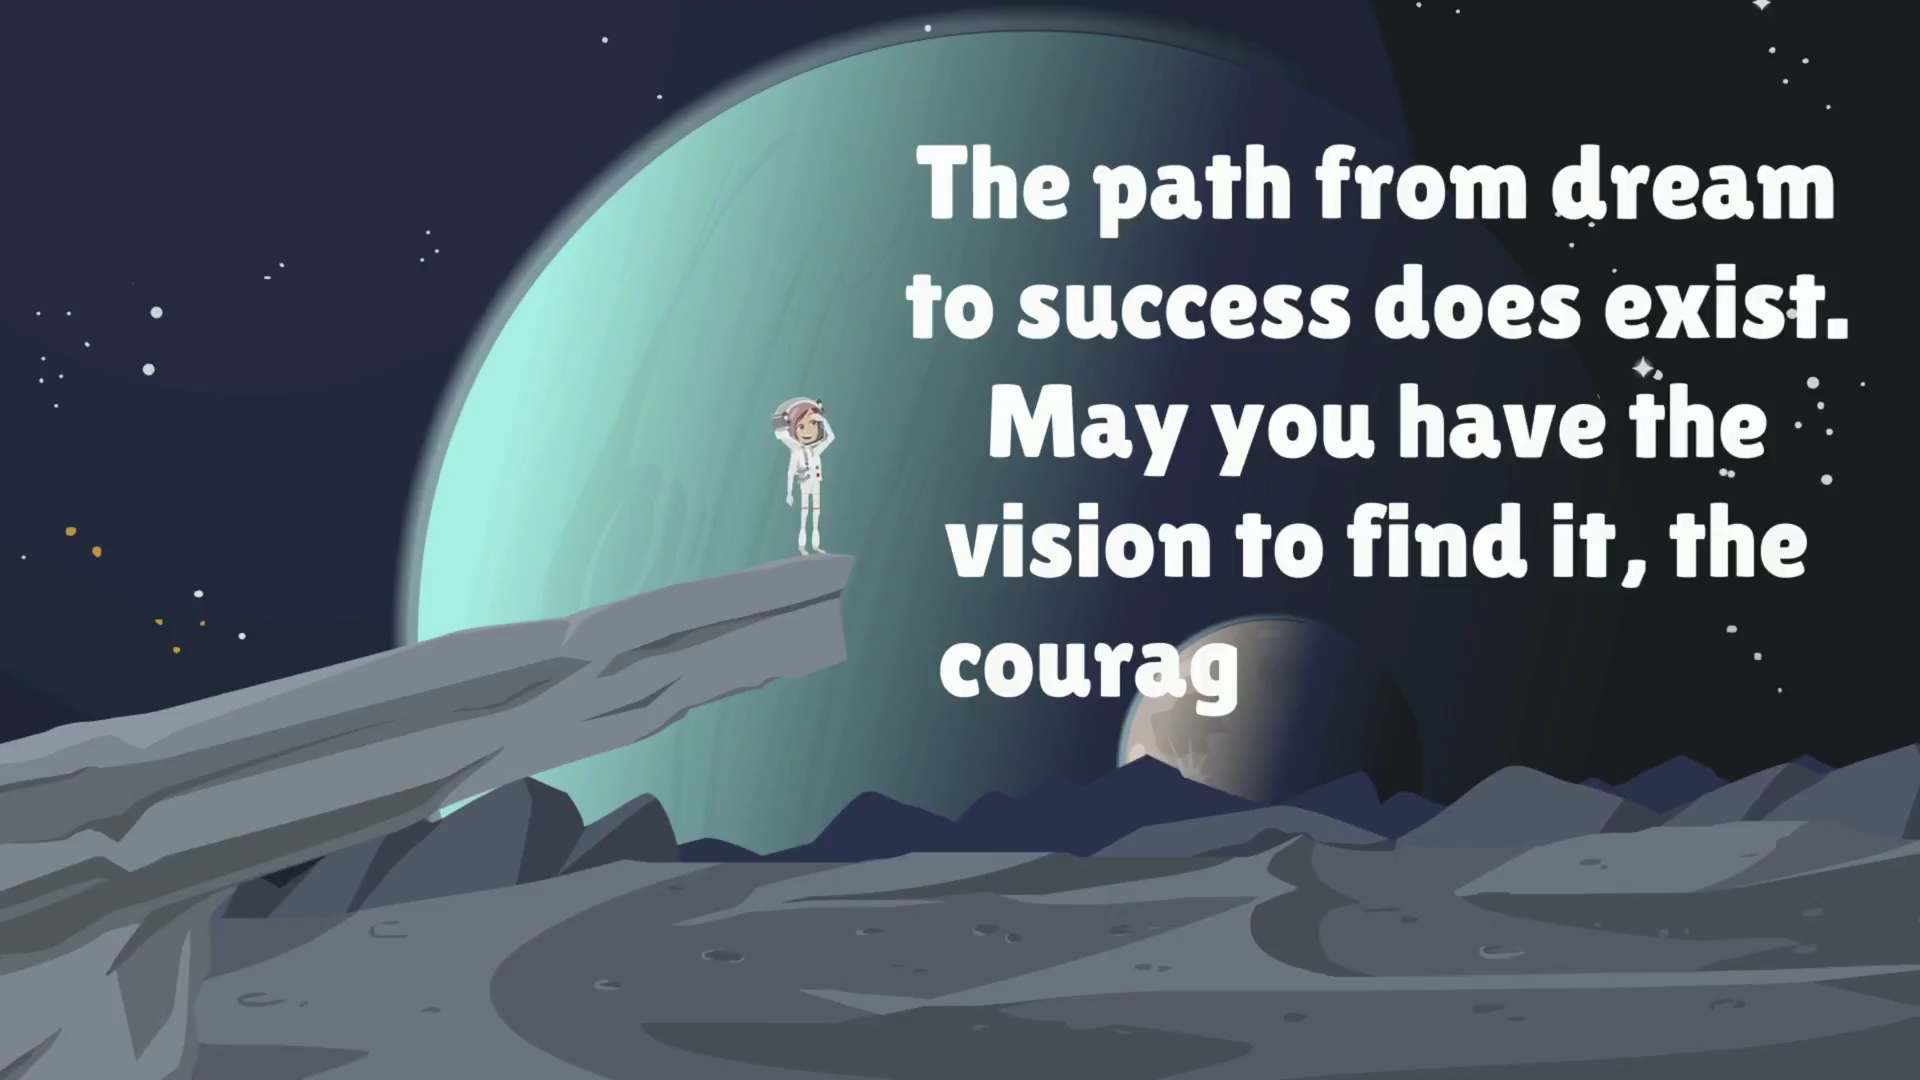 The path from dream
to success does exist.
May you have the
vision to find it, the
courag